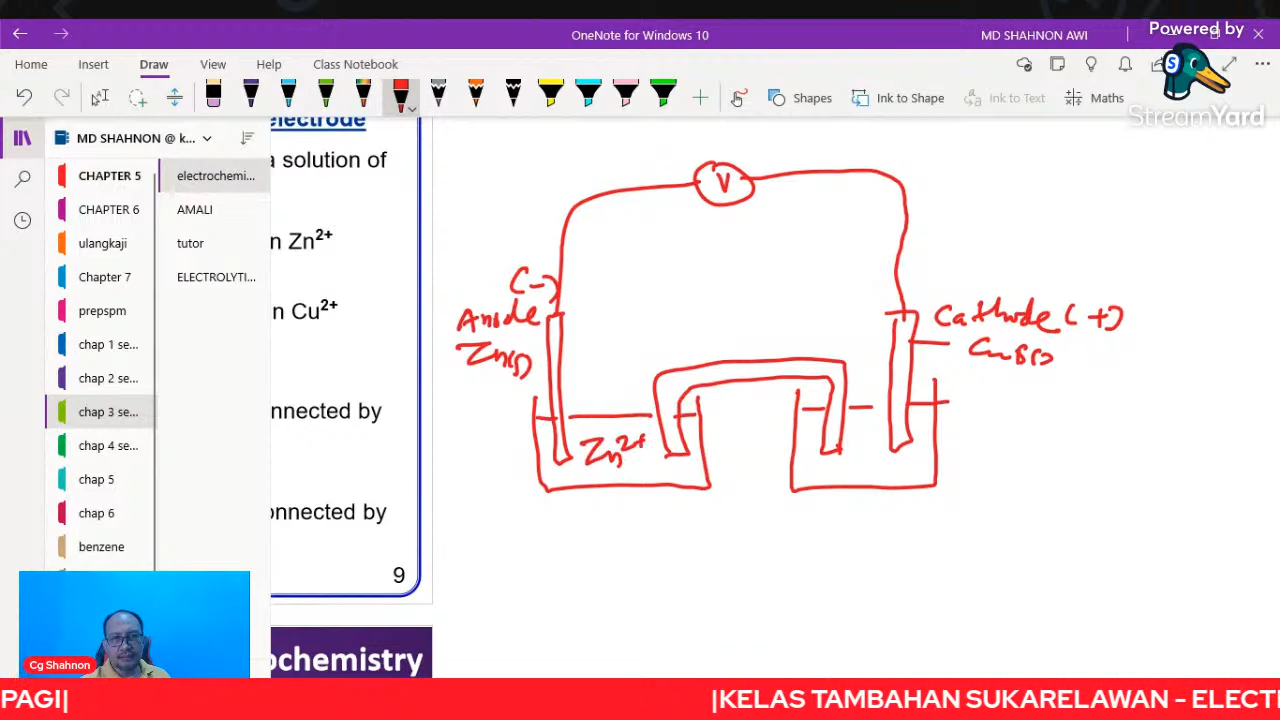 Powered by
StreamYard
OneNote for Windows 10
MD SHAHNON AWI
Home
Insert
Draw
View
Help
Class Notebook
Shapes
Ink to Shape
Ink to Text
Maths
MD SHAHNON @ k...
CHAPTER 5
CHAPTER 6
ulangkaji
Chapter 7
prepspm
chap 1 se...
chap 2 se...
chap 3 se...
chap 4 se...
chap 5
chap 6
benzene
electrochemi...
AMALI
tutor
ELECTROLYTI...
electrode
a solution of
n Zn²⁺
n Cu²⁺
nnected by
onnected by
9
ochemistry
V
(-)
Anode
Zn(s)
Zn²⁺
Cathode (+)
S
Cg Shahnon
PAGI|
|KELAS TAMBAHAN SUKARELAWAN - ELECT